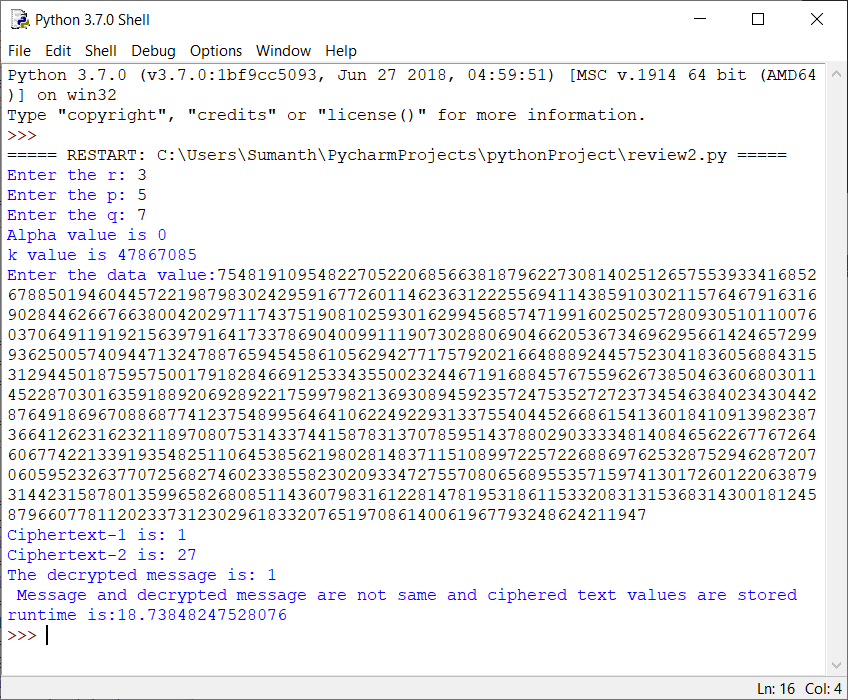 Python 3.7.0 Shell
File Edit Shell Debug Options Window Help
Python 3.7.0 (v3.7.0:1bf9cc5093, Jun 27 2018, 04:59:51) [MSC v.1914 64 bit (AMD64
)] on win32
Type "copyright", "credits" or "license()" for more information.
>>>
===== RESTART: C:\Users\Sumanth\PycharmProjects\pythonProject\review2.py =====
Enter the r: 3
Enter the p: 5
Enter the q: 7
Alpha value is 0
k value is 47867085
Enter the data value:754819109548227052206856638187962273081402512657553933416852
678850194604457221987983024295916772601146236312225569411438591030211576467916316
902844626676638004202971174375190810259301629945685747199160250257280930510110076
037064911919215639791641733786904009911190730288069046620536734696295661424657299
936250057409447132478876594545861056294277175792021664888924457523041836056884315
312944501875957500179182846691253343550023244671916884576755962673850463606803011
452287030163591889206928922175997982136930894592357247535272723734546384023430442
876491869670886877412375489956464106224922931337554044526686154136018410913982387
366412623162321189708075314337441587831370785951437880290333348140846562267767264
606774221339193548251106453856219802814837115108997225722688697625328752946287207
060595232637707256827460233855823020933472755708065689553571597413017260122063879
314423158780135996582680851143607983161228147819531861153320831315368314300181245
8796607781120233731230296183320765197086140061967793248624211947
Ciphertext-1 is: 1
Ciphertext-2 is: 27
The decrypted message is: 1
Message and decrypted message are not same and ciphered text values are stored
runtime is:18.73848247528076
>>>
Ln: 16 Col: 4